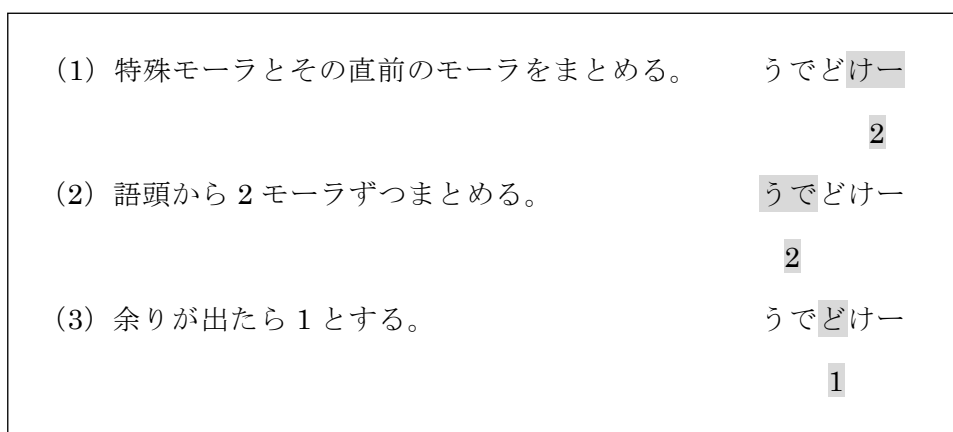 (1) 特殊モーラとその直前のモーラをまとめる。 うでどけー
2
(2) 語頭から 2 モーラずつまとめる。 うでどけー
2
(3) 余りが出たら 1 とする。 うでどけー
1